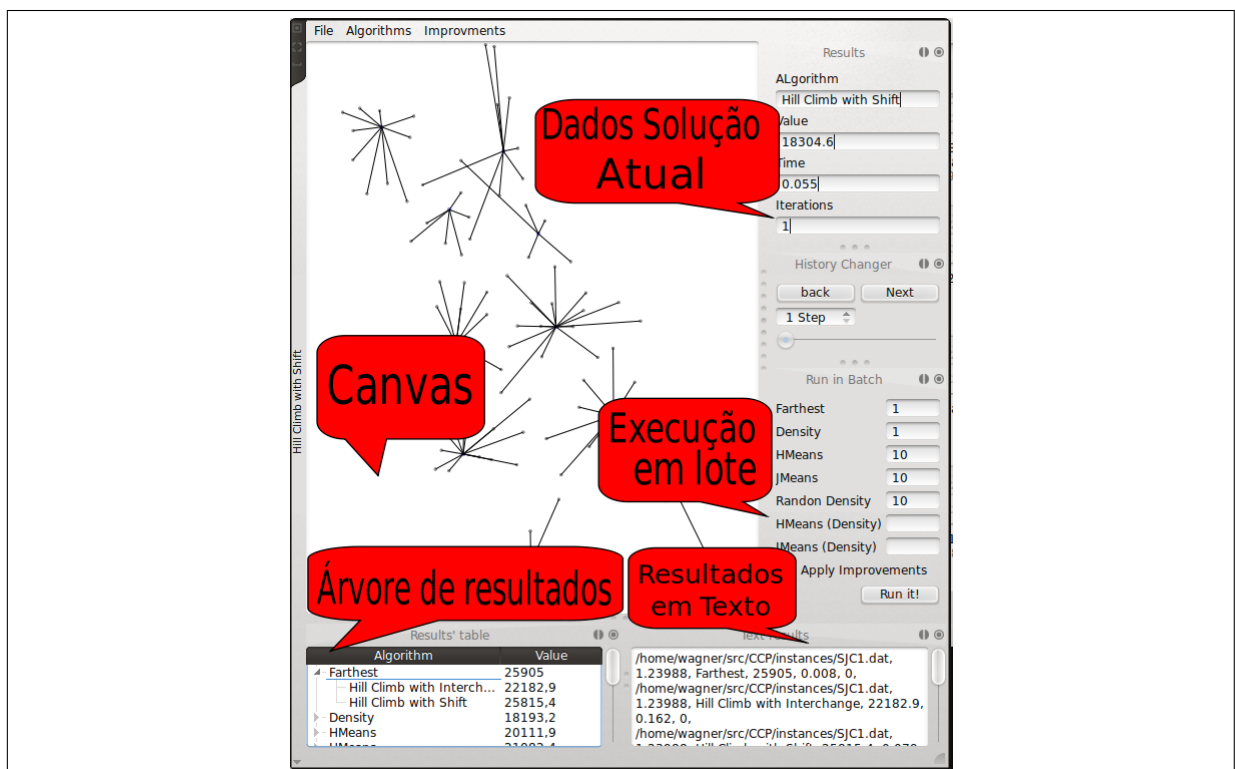 File Algorithms Improvments
Results
ALgorithm
Hill Climb with Shift
Value
18304.6
Time
0.055
Iterations
1
Dados Solução
Atual
History Changer
back Next
1 Step
Hill Climb with Shift
Canvas
Run in Batch
Farthest 1
Density 1
HMeans 10
JMeans 10
Randon Density 10
HMeans (Density)
JMeans (Density)
Apply Improvements
Run it!
Execução
em lote
Árvore de resultados
Resultados
em Texto
Results' table
Algorithm Value
Farthest 25905
Hill Climb with Interch... 22182,9
Hill Climb with Shift 25815,4
Density 18193,2
HMeans 20111,9
Text results
/home/wagner/src/CCP/instances/SJC1.dat,
1.23988, Farthest, 25905, 0.008, 0,
/home/wagner/src/CCP/instances/SJC1.dat,
1.23988, Hill Climb with Interchange, 22182.9,
0.162, 0,
/home/wagner/src/CCP/instances/SJC1.dat,